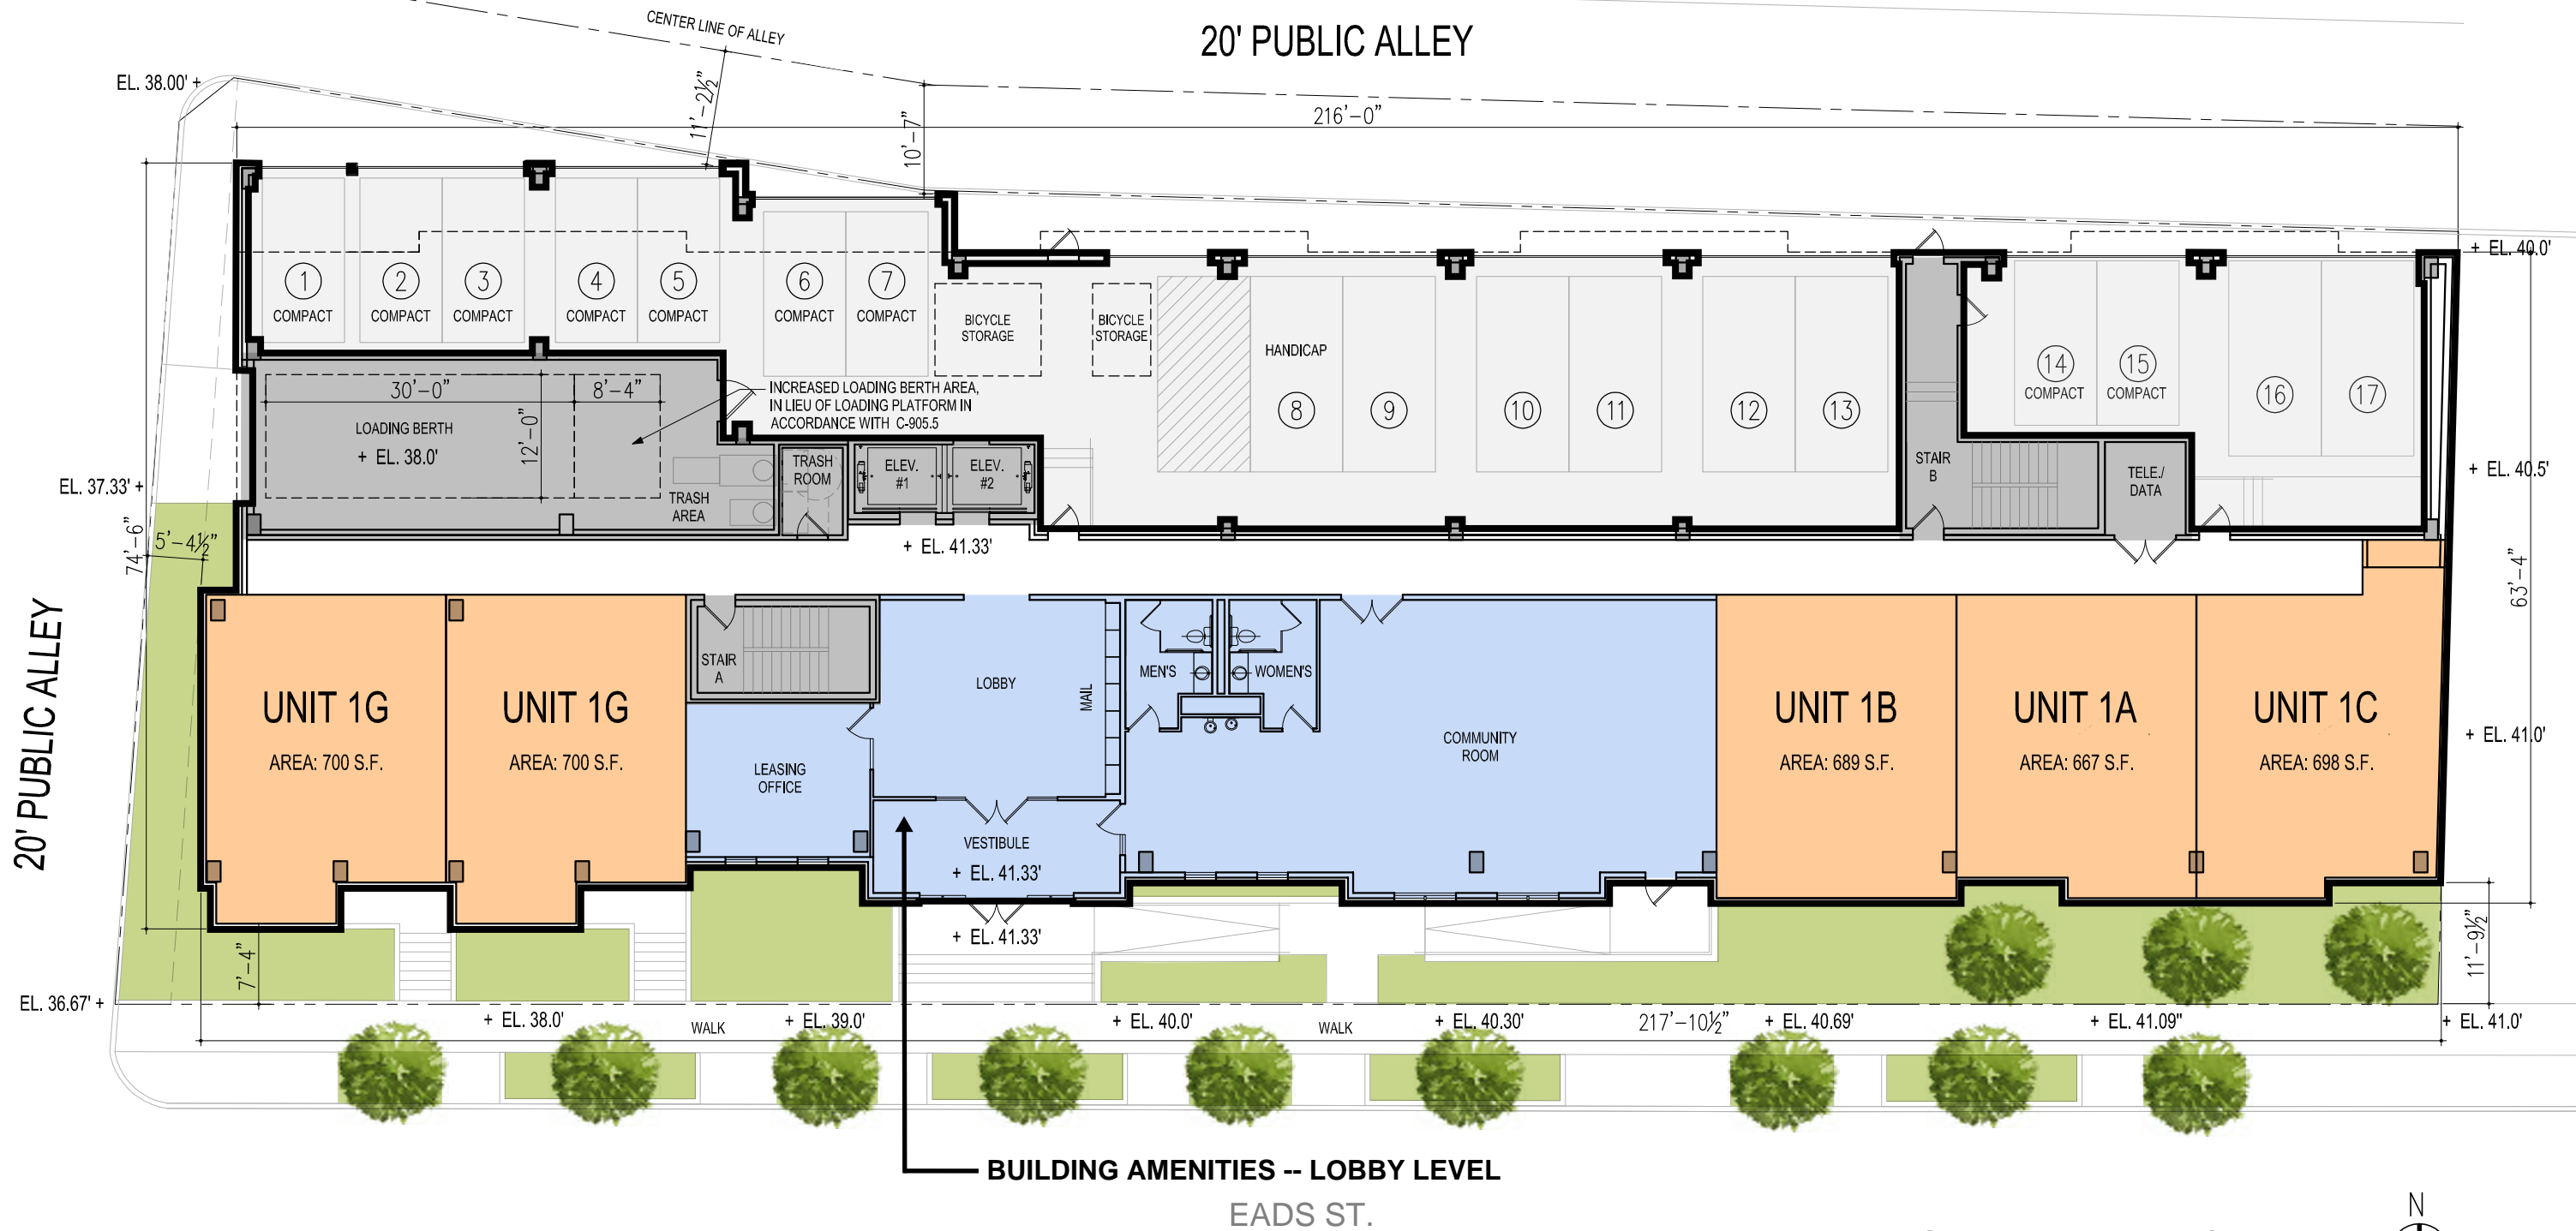 CENTER LINE OF ALLEY
20' PUBLIC ALLEY
EL. 38.00' +
11'-2½"
10'-7"
216'-0"
+ EL. 40.0'
1
COMPACT
2
COMPACT
3
COMPACT
4
COMPACT
5
COMPACT
6
COMPACT
7
COMPACT
BICYCLE
STORAGE
BICYCLE
STORAGE
HANDICAP
8
9
10
11
12
13
14
COMPACT
15
COMPACT
16
17
30'-0"
8'-4"
12'-0"
LOADING BERTH
+ EL. 38.0'
INCREASED LOADING BERTH AREA,
IN LIEU OF LOADING PLATFORM IN
ACCORDANCE WITH C-905.5
TRASH
AREA
TRASH
ROOM
ELEV.
#1
ELEV.
#2
STAIR
B
TELE./
DATA
+ EL. 40.5'
EL. 37.33' +
74'-6"
5'-4½"
+ EL. 41.33'
63'-4"
20' PUBLIC ALLEY
UNIT 1G
AREA: 700 S.F.
UNIT 1G
AREA: 700 S.F.
STAIR
A
LEASING
OFFICE
LOBBY
MAIL
MEN'S
WOMEN'S
COMMUNITY
ROOM
VESTIBULE
+ EL. 41.33'
UNIT 1B
AREA: 689 S.F.
UNIT 1A
AREA: 667 S.F.
UNIT 1C
AREA: 698 S.F.
+ EL. 41.0'
+ EL. 41.33'
7'-4"
11'-9½"
EL. 36.67' +
+ EL. 38.0'
WALK
+ EL. 39.0'
+ EL. 40.0'
WALK
+ EL. 40.30'
217'-10½"
+ EL. 40.69'
+ EL. 41.09"
+ EL. 41.0'
BUILDING AMENITIES -- LOBBY LEVEL
EADS ST.
N